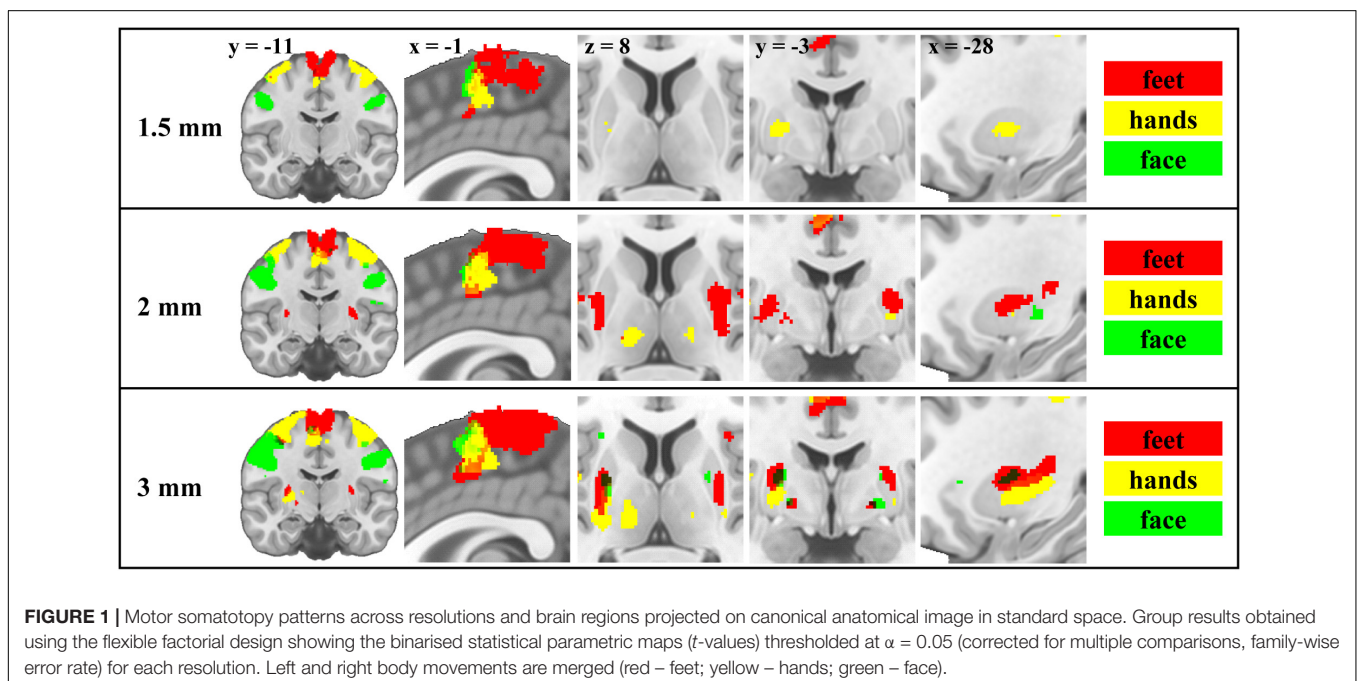 y = -11 x = -1 z = 8 y = -3 x = -28
1.5 mm
feet
hands
face
2 mm
feet
hands
face
3 mm
feet
hands
face
FIGURE 1 | Motor somatotopy patterns across resolutions and brain regions projected on canonical anatomical image in standard space. Group results obtained
using the flexible factorial design showing the binarised statistical parametric maps (t-values) thresholded at α = 0.05 (corrected for multiple comparisons, family-wise
error rate) for each resolution. Left and right body movements are merged (red – feet; yellow – hands; green – face).